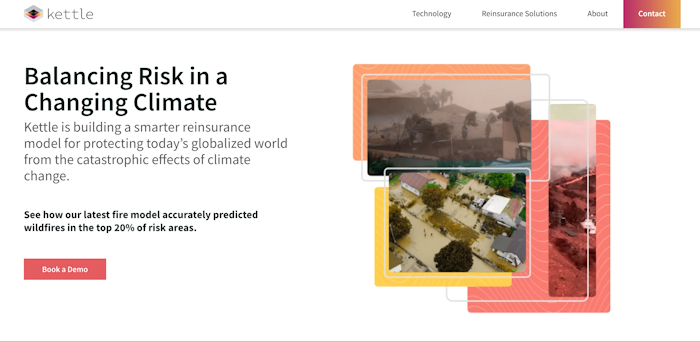 kettle
Technology
Reinsurance Solutions
About
Contact
Balancing Risk in a
Changing Climate
Kettle is building a smarter reinsurance
model for protecting today's globalized world
from the catastrophic effects of climate
change.
See how our latest fire model accurately predicted
wildfires in the top 20% of risk areas.
Book a Demo